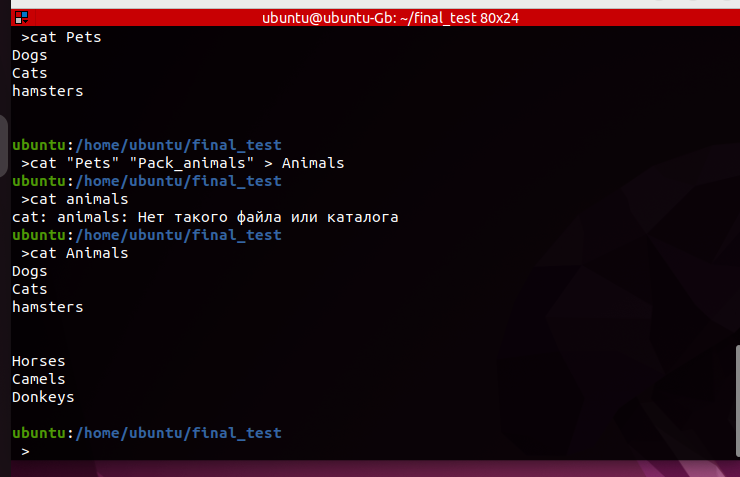 ubuntu@ubuntu-Gb: ~/final_test 80x24
>cat Pets
Dogs
Cats
hamsters
ubuntu:/home/ubuntu/final_test
>cat "Pets" "Pack_animals" > Animals
ubuntu:/home/ubuntu/final_test
>cat animals
cat: animals: Нет такого файла или каталога
ubuntu:/home/ubuntu/final_test
>cat Animals
Dogs
Cats
hamsters
Horses
Camels
Donkeys
ubuntu:/home/ubuntu/final_test
>